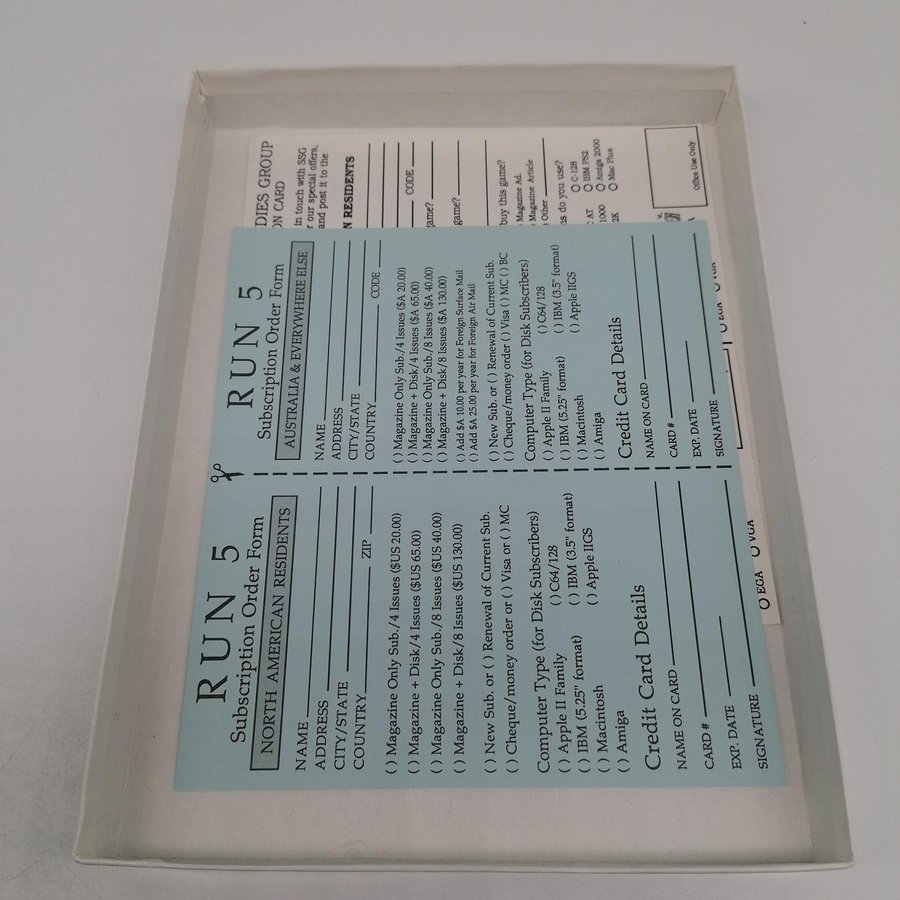 RUN 5
Subscription Order Form
NORTH AMERICAN RESIDENTS
NAME
ADDRESS
CITY/STATE
COUNTRY ZIP
( ) Magazine Only Sub./4 Issues ($US 20.00)
( ) Magazine + Disk/4 Issues ($US 65.00)
( ) Magazine Only Sub./8 Issues ($US 40.00)
( ) Magazine + Disk/8 Issues ($US 130.00)
( ) New Sub. or ( ) Renewal of Current Sub.
( ) Cheque/money order or ( ) Visa or ( ) MC
Computer Type (for Disk Subscribers)
( ) Apple II Family ( ) C64/128
( ) IBM (5.25" format) ( ) IBM (3.5" format)
( ) Macintosh ( ) Apple IIGS
( ) Amiga
Credit Card Details
NAME ON CARD
CARD #
EXP. DATE
SIGNATURE
RUN 5
Subscription Order Form
AUSTRALIA & EVERYWHERE ELSE
NAME
ADDRESS
CITY/STATE
COUNTRY CODE
( ) Magazine Only Sub./4 Issues ($A 20.00)
( ) Magazine + Disk/4 Issues ($A 65.00)
( ) Magazine Only Sub./8 Issues ($A 40.00)
( ) Magazine + Disk/8 Issues ($A 130.00)
( ) Add $A 10.00 per year for Foreign Surface Mail
( ) Add $A 25.00 per year for Foreign Air Mail
( ) New Sub. or ( ) Renewal of Current Sub.
( ) Cheque/money order ( ) Visa ( ) MC ( ) BC
Computer Type (for Disk Subscribers)
( ) Apple II Family ( ) C64/128
( ) IBM (5.25" format) ( ) IBM (3.5" format)
( ) Macintosh ( ) Apple IIGS
( ) Amiga
Credit Card Details
NAME ON CARD
CARD #
EXP. DATE
SIGNATURE
DIES GROUP
ON CARD
In touch with SSG
our special offers,
and post it to the
RESIDENTS
CODE
game?
game?
buy this game?
Magazine Ad.
Magazine Article
Other
do you use?
AT O C-128
1000 O IBM PS2
2K O Amiga 2000
O Mac Plus
Office Use Only
O EGA O VGA
O EGA O VGA